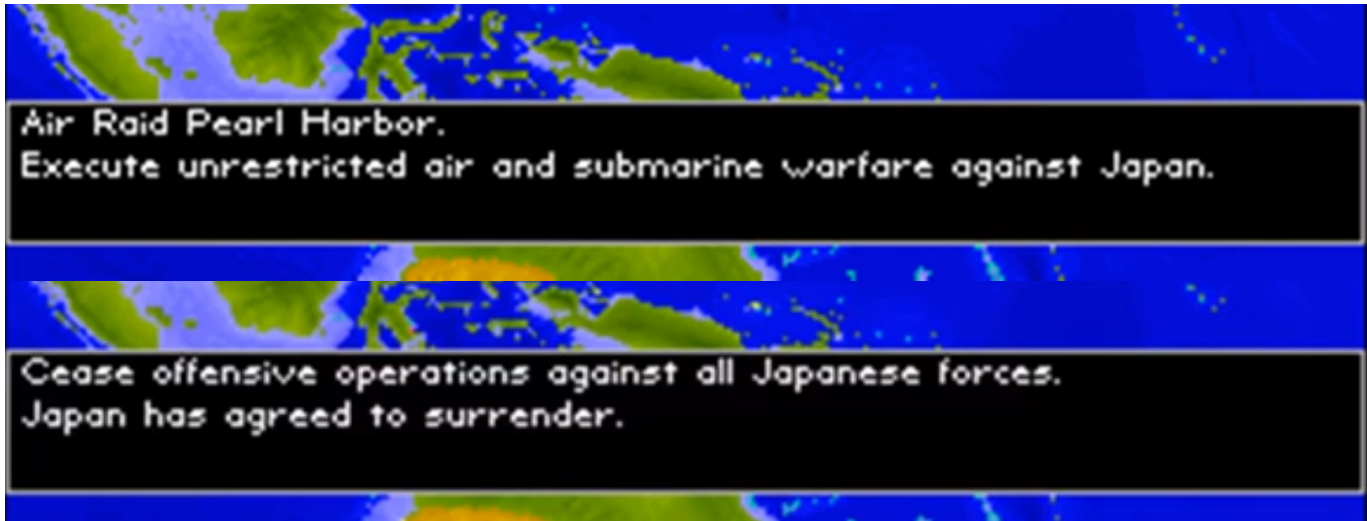 Air Raid Pearl Harbor.
Execute unrestricted air and submarine warfare against Japan.
Cease offensive operations against all Japanese forces.
Japan has agreed to surrender.